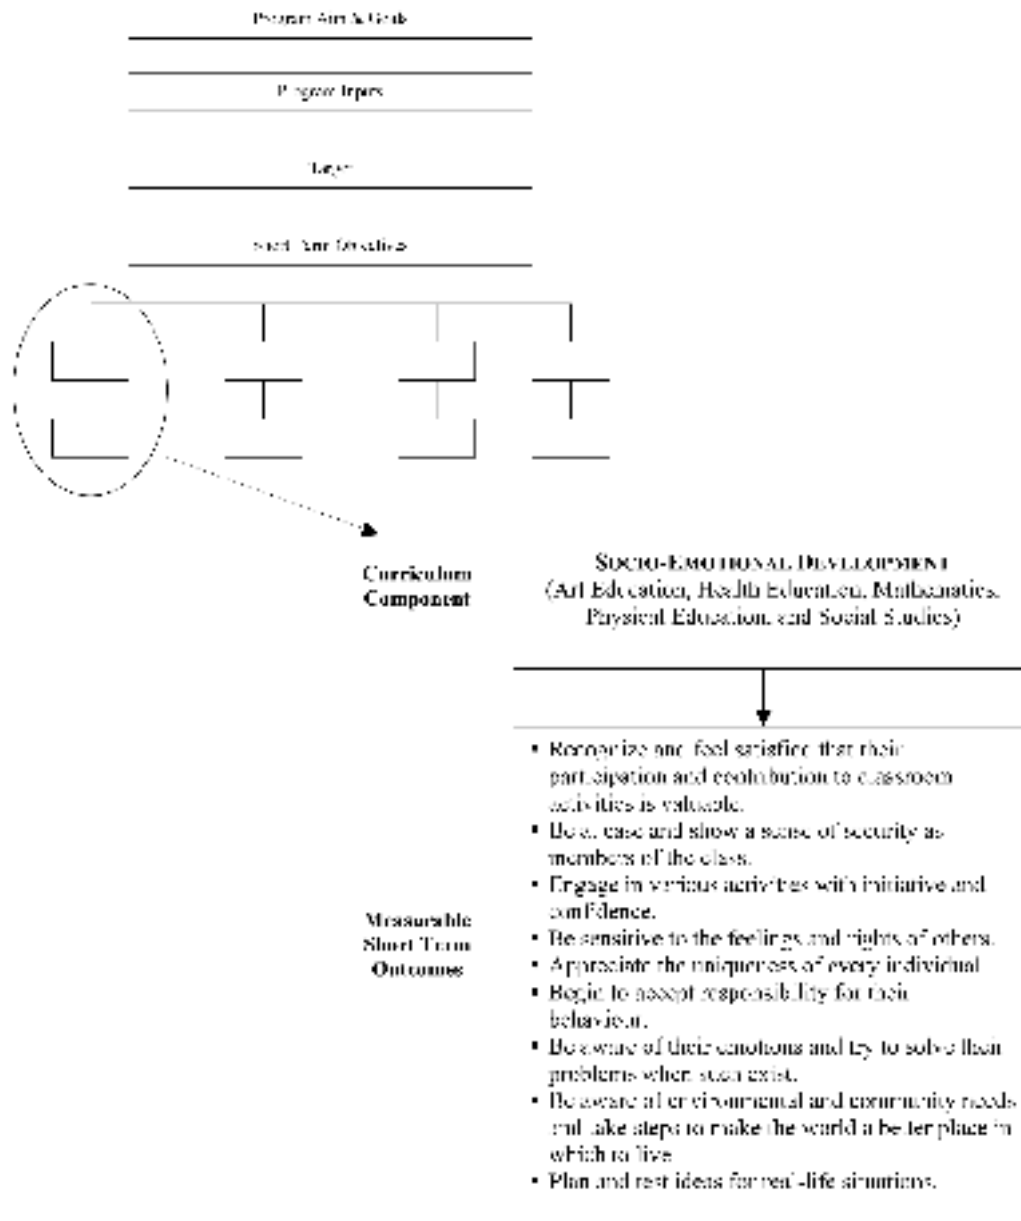 Program Aim & Goals
Program Inputs
Target
Short Term Objectives
Curriculum
Component
SOCIO-EMOTIONAL DEVELOPMENT
(Art Education, Health Education, Mathematics,
Physical Education, and Social Studies)
Measurable
Short Term
Outcomes
▪ Recognize and feel satisfied that their
participation and contribution to classroom
activities is valuable.
▪ Be at ease and show a sense of security as
members of the class.
▪ Engage in various activities with initiative and
confidence.
▪ Be sensitive to the feelings and rights of others.
▪ Appreciate the uniqueness of every individual
▪ Begin to accept responsibility for their
behaviour.
▪ Be aware of their emotions and try to solve their
problems when such exist.
▪ Be aware of environmental and community needs
and take steps to make the world a better place in
which to live
▪ Plan and test ideas for real-life situations.